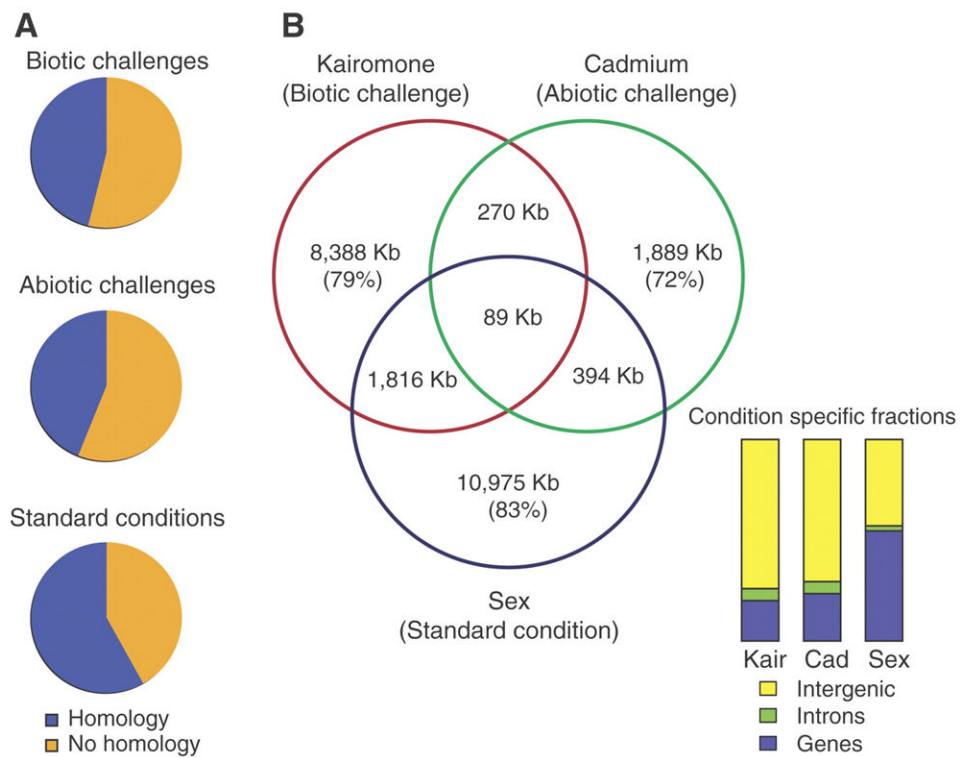 A
Biotic challenges
Abiotic challenges
Standard conditions
Homology
No homology
B
Kairomone
(Biotic challenge)
Cadmium
(Abiotic challenge)
270 Kb
8,388 Kb
(79%)
1,889 Kb
(72%)
89 Kb
1,816 Kb
394 Kb
10,975 Kb
(83%)
Sex
(Standard condition)
Condition specific fractions
Kair Cad Sex
Intergenic
Introns
Genes